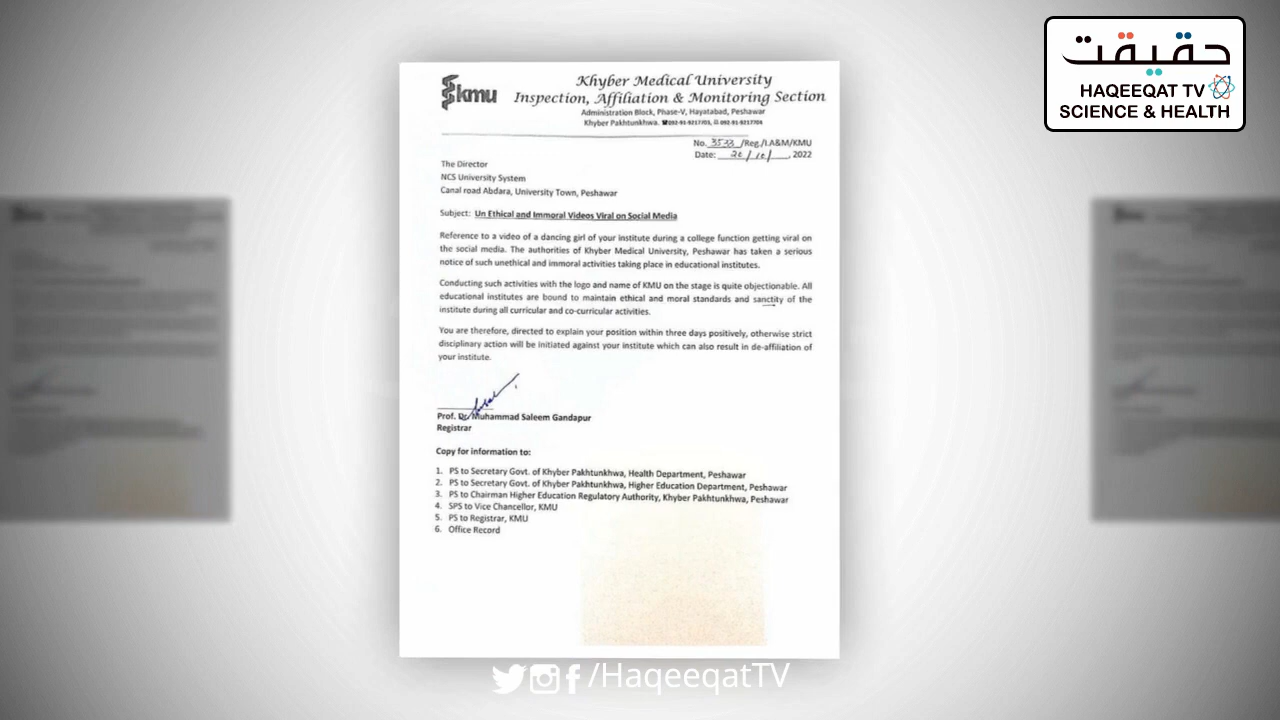 حقیقت
HAQEEQAT TV
SCIENCE & HEALTH
kmu
Khyber Medical University
Inspection, Affiliation & Monitoring Section
Administration Block, Phase-V, Hayatabad, Peshawar
Khyber Pakhtunkhwa. ☎092-91-9217703, 092-91-9217704
No. 3533 /Reg./I.A&M/KMU
Date: /10/ , 2022
The Director
NCS University System
Canal road Abdara, University Town, Peshawar
Subject: Un Ethical and Immoral Videos Viral on Social Media
Reference to a video of a dancing girl of your institute during a college function getting viral on
the social media. The authorities of Khyber Medical University, Peshawar has taken a serious
notice of such unethical and immoral activities taking place in educational institutes.
Conducting such activities with the logo and name of KMU on the stage is quite objectionable. All
educational institutes are bound to maintain ethical and moral standards and sanctity of the
institute during all curricular and co-curricular activities.
You are therefore, directed to explain your position within three days positively, otherwise strict
disciplinary action will be initiated against your institute which can also result in de-affiliation of
your institute.
Prof. Dr. Muhammad Saleem Gandapur
Registrar
Copy for information to:
1. PS to Secretary Govt. of Khyber Pakhtunkhwa, Health Department, Peshawar
2. PS to Secretary Govt. of Khyber Pakhtunkhwa, Higher Education Department, Peshawar
3. PS to Chairman Higher Education Regulatory Authority, Khyber Pakhtunkhwa, Peshawar
4. SPS to Vice Chancellor, KMU
5. PS to Registrar, KMU
6. Office Record
/HaqeeqatTV